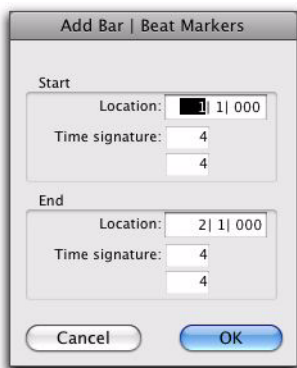 Add Bar | Beat Markers
Start
Location: 1| 1| 000
Time signature: 4
4
End
Location: 2| 1| 000
Time signature: 4
4
Cancel OK